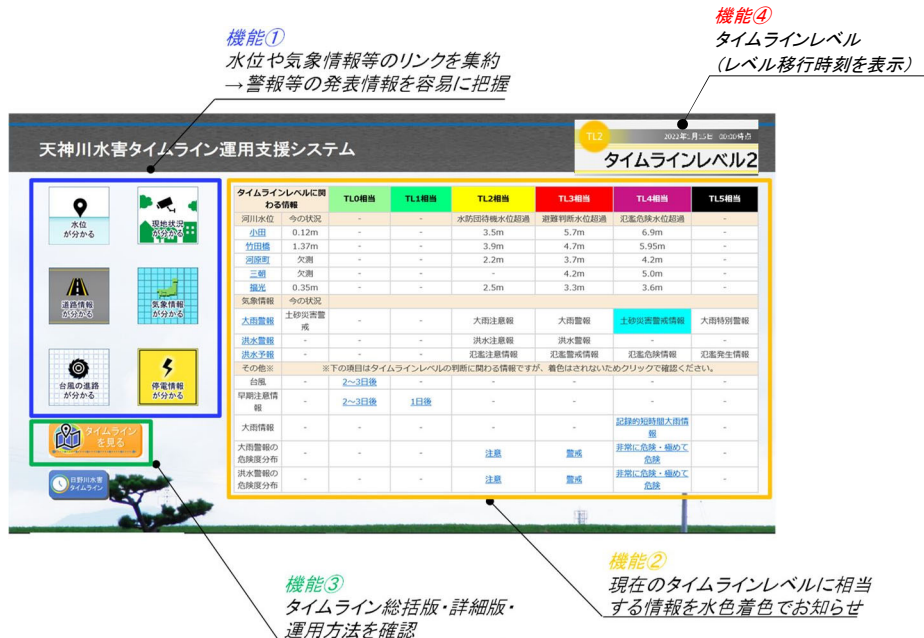 機能①
水位や気象情報等のリンクを集約
→警報等の発表情報を容易に把握
機能④
タイムラインレベル
(レベル移行時刻を表示)
天神川水害タイムライン運用支援システム
TL2
00:00時点
タイムラインレベル2
水位
が分かる
現地状況
が分かる
道路情報
が分かる
気象情報
が分かる
台風の進路
が分かる
停電情報
が分かる
タイムライン
を見る
日野川水害
タイムライン
タイムラインレベルに関わる情報 TL0相当 TL1相当 TL2相当 TL3相当 TL4相当 TL5相当
河川水位 今の状況 - - 水防団待機水位超過 避難判断水位超過 氾濫危険水位超過 -
小田 0.12m - - 3.5m 5.7m 6.9m -
竹田橋 1.37m - - 3.9m 4.7m 5.95m -
河原町 欠測 - - 2.2m 3.7m 4.2m -
三朝 欠測 - - - 4.2m 5.0m -
福光 0.35m - - 2.5m 3.3m 3.6m -
気象情報 今の状況
大雨警報 土砂災害警戒 - - 大雨注意報 大雨警報 土砂災害警戒情報 大雨特別警報
洪水警報 - - - 洪水注意報 洪水警報 - -
洪水予報 - - - 氾濫注意情報 氾濫警戒情報 氾濫危険情報 氾濫発生情報
その他※ ※下の項目はタイムラインレベルの判断に関わる情報ですが、着色はされないためクリックで確認ください。
台風 - 2～3日後 - - - - -
早期注意情報 - 2～3日後 1日後 - - - -
大雨情報 - - - - - 記録的短時間大雨情報 -
大雨警報の危険度分布 - - - 注意 警戒 非常に危険・極めて危険 -
洪水警報の危険度分布 - - - 注意 警戒 非常に危険・極めて危険 -
機能③
タイムライン総括版・詳細版・
運用方法を確認
機能②
現在のタイムラインレベルに相当
する情報を水色着色でお知らせ